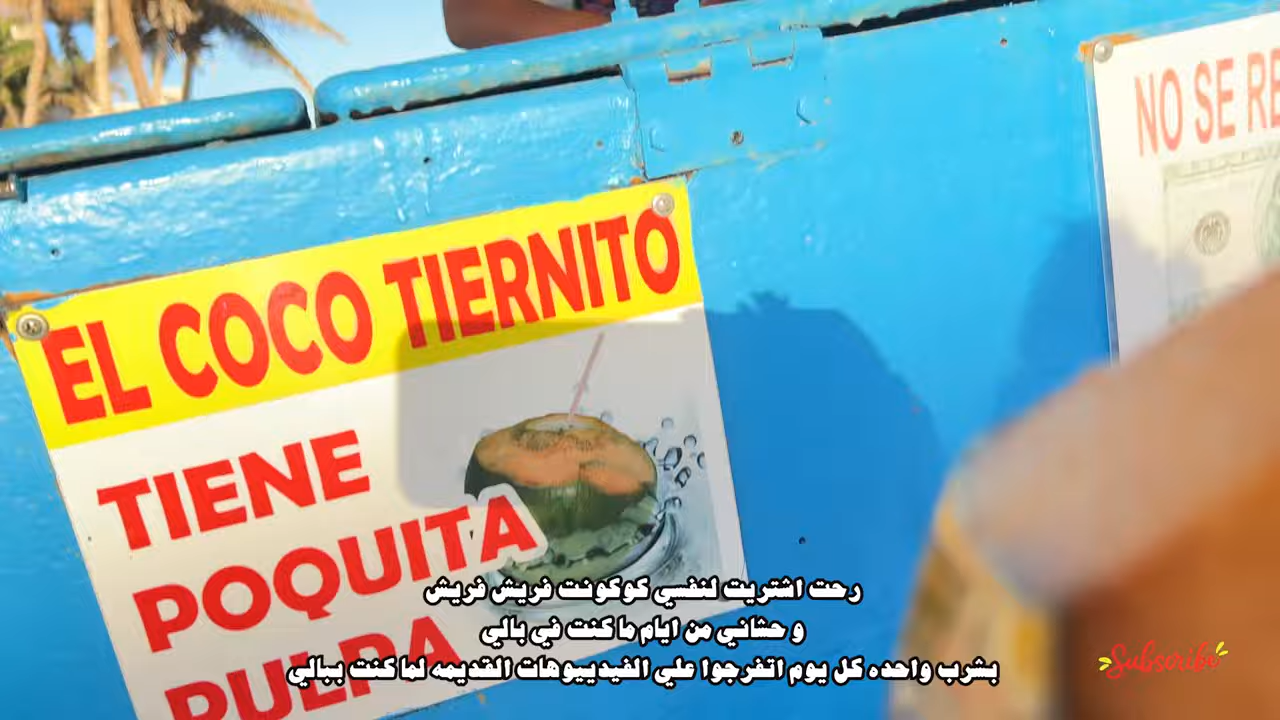 EL COCO TIERNITO
TIENE
POQUITA
PULPA
NO SE RE
رحت اشتريت لنفسي كوكونت فريش فريش
و حشاني من ايام ما كنت في بالي
بشرب واحده كل يوم اتفرجوا علي الفيدييوهات القديمه لما كنت ببالي
Subscribe